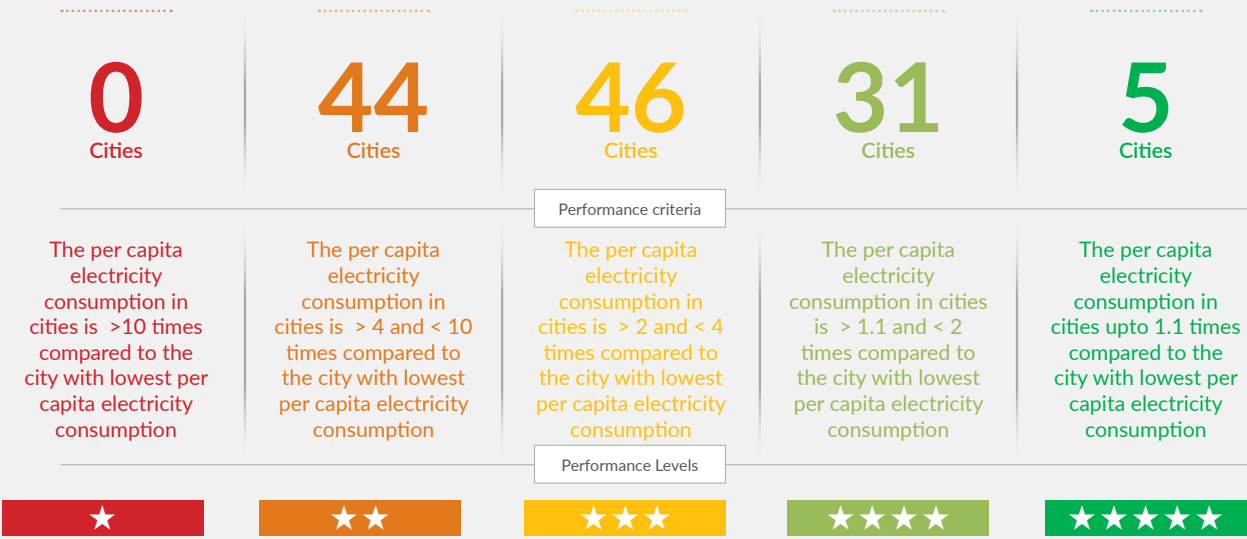 0
Cities
44
Cities
46
Cities
31
Cities
5
Cities
Performance criteria
The per capita
electricity
consumption in
cities is >10 times
compared to the
city with lowest per
capita electricity
consumption
The per capita
electricity
consumption in
cities is > 4 and < 10
times compared to
the city with lowest
per capita electricity
consumption
The per capita
electricity
consumption in
cities is > 2 and < 4
times compared to
the city with lowest
per capita electricity
consumption
The per capita
electricity
consumption in cities
is > 1.1 and < 2
times compared to
the city with lowest
per capita electricity
consumption
The per capita
electricity
consumption in
cities upto 1.1 times
compared to the
city with lowest per
capita electricity
consumption
Performance Levels